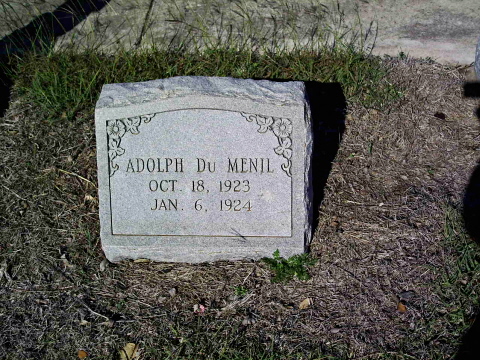 ADOLPH DU MENIL
OCT. 18, 1923
JAN. 6, 1924